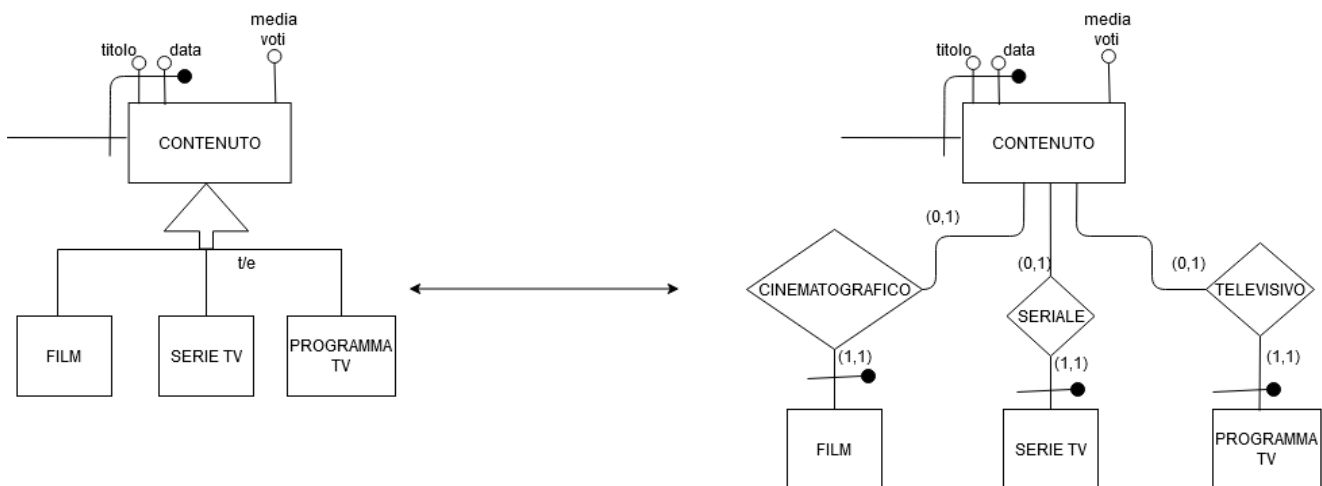 media
voti
titolo
data
CONTENUTO
t/e
FILM
SERIE TV
PROGRAMMA
TV
media
voti
titolo
data
CONTENUTO
(0,1)
(0,1)
(0,1)
CINEMATOGRAFICO
SERIALE
TELEVISIVO
(1,1)
(1,1)
(1,1)
FILM
SERIE TV
PROGRAMMA
TV